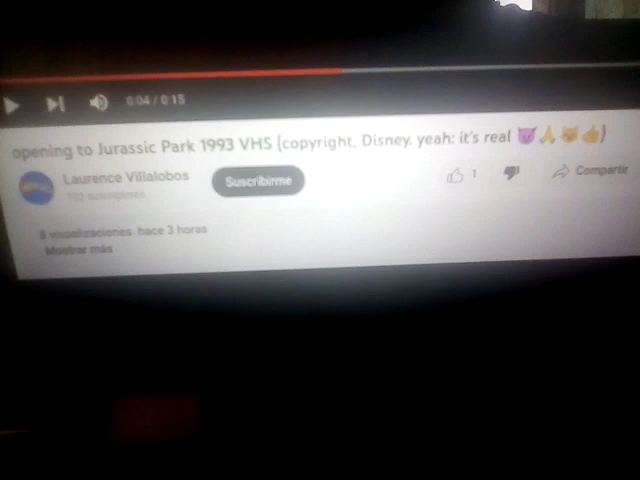 0:04 / 0:15
opening to Jurassic Park 1993 VHS (copyright, Disney. yeah: it's real 😈🙏😺👍)
Laurence Villalobos
Suscribirme
1
Compartir
8 visualizaciones hace 3 horas
Mostrar más